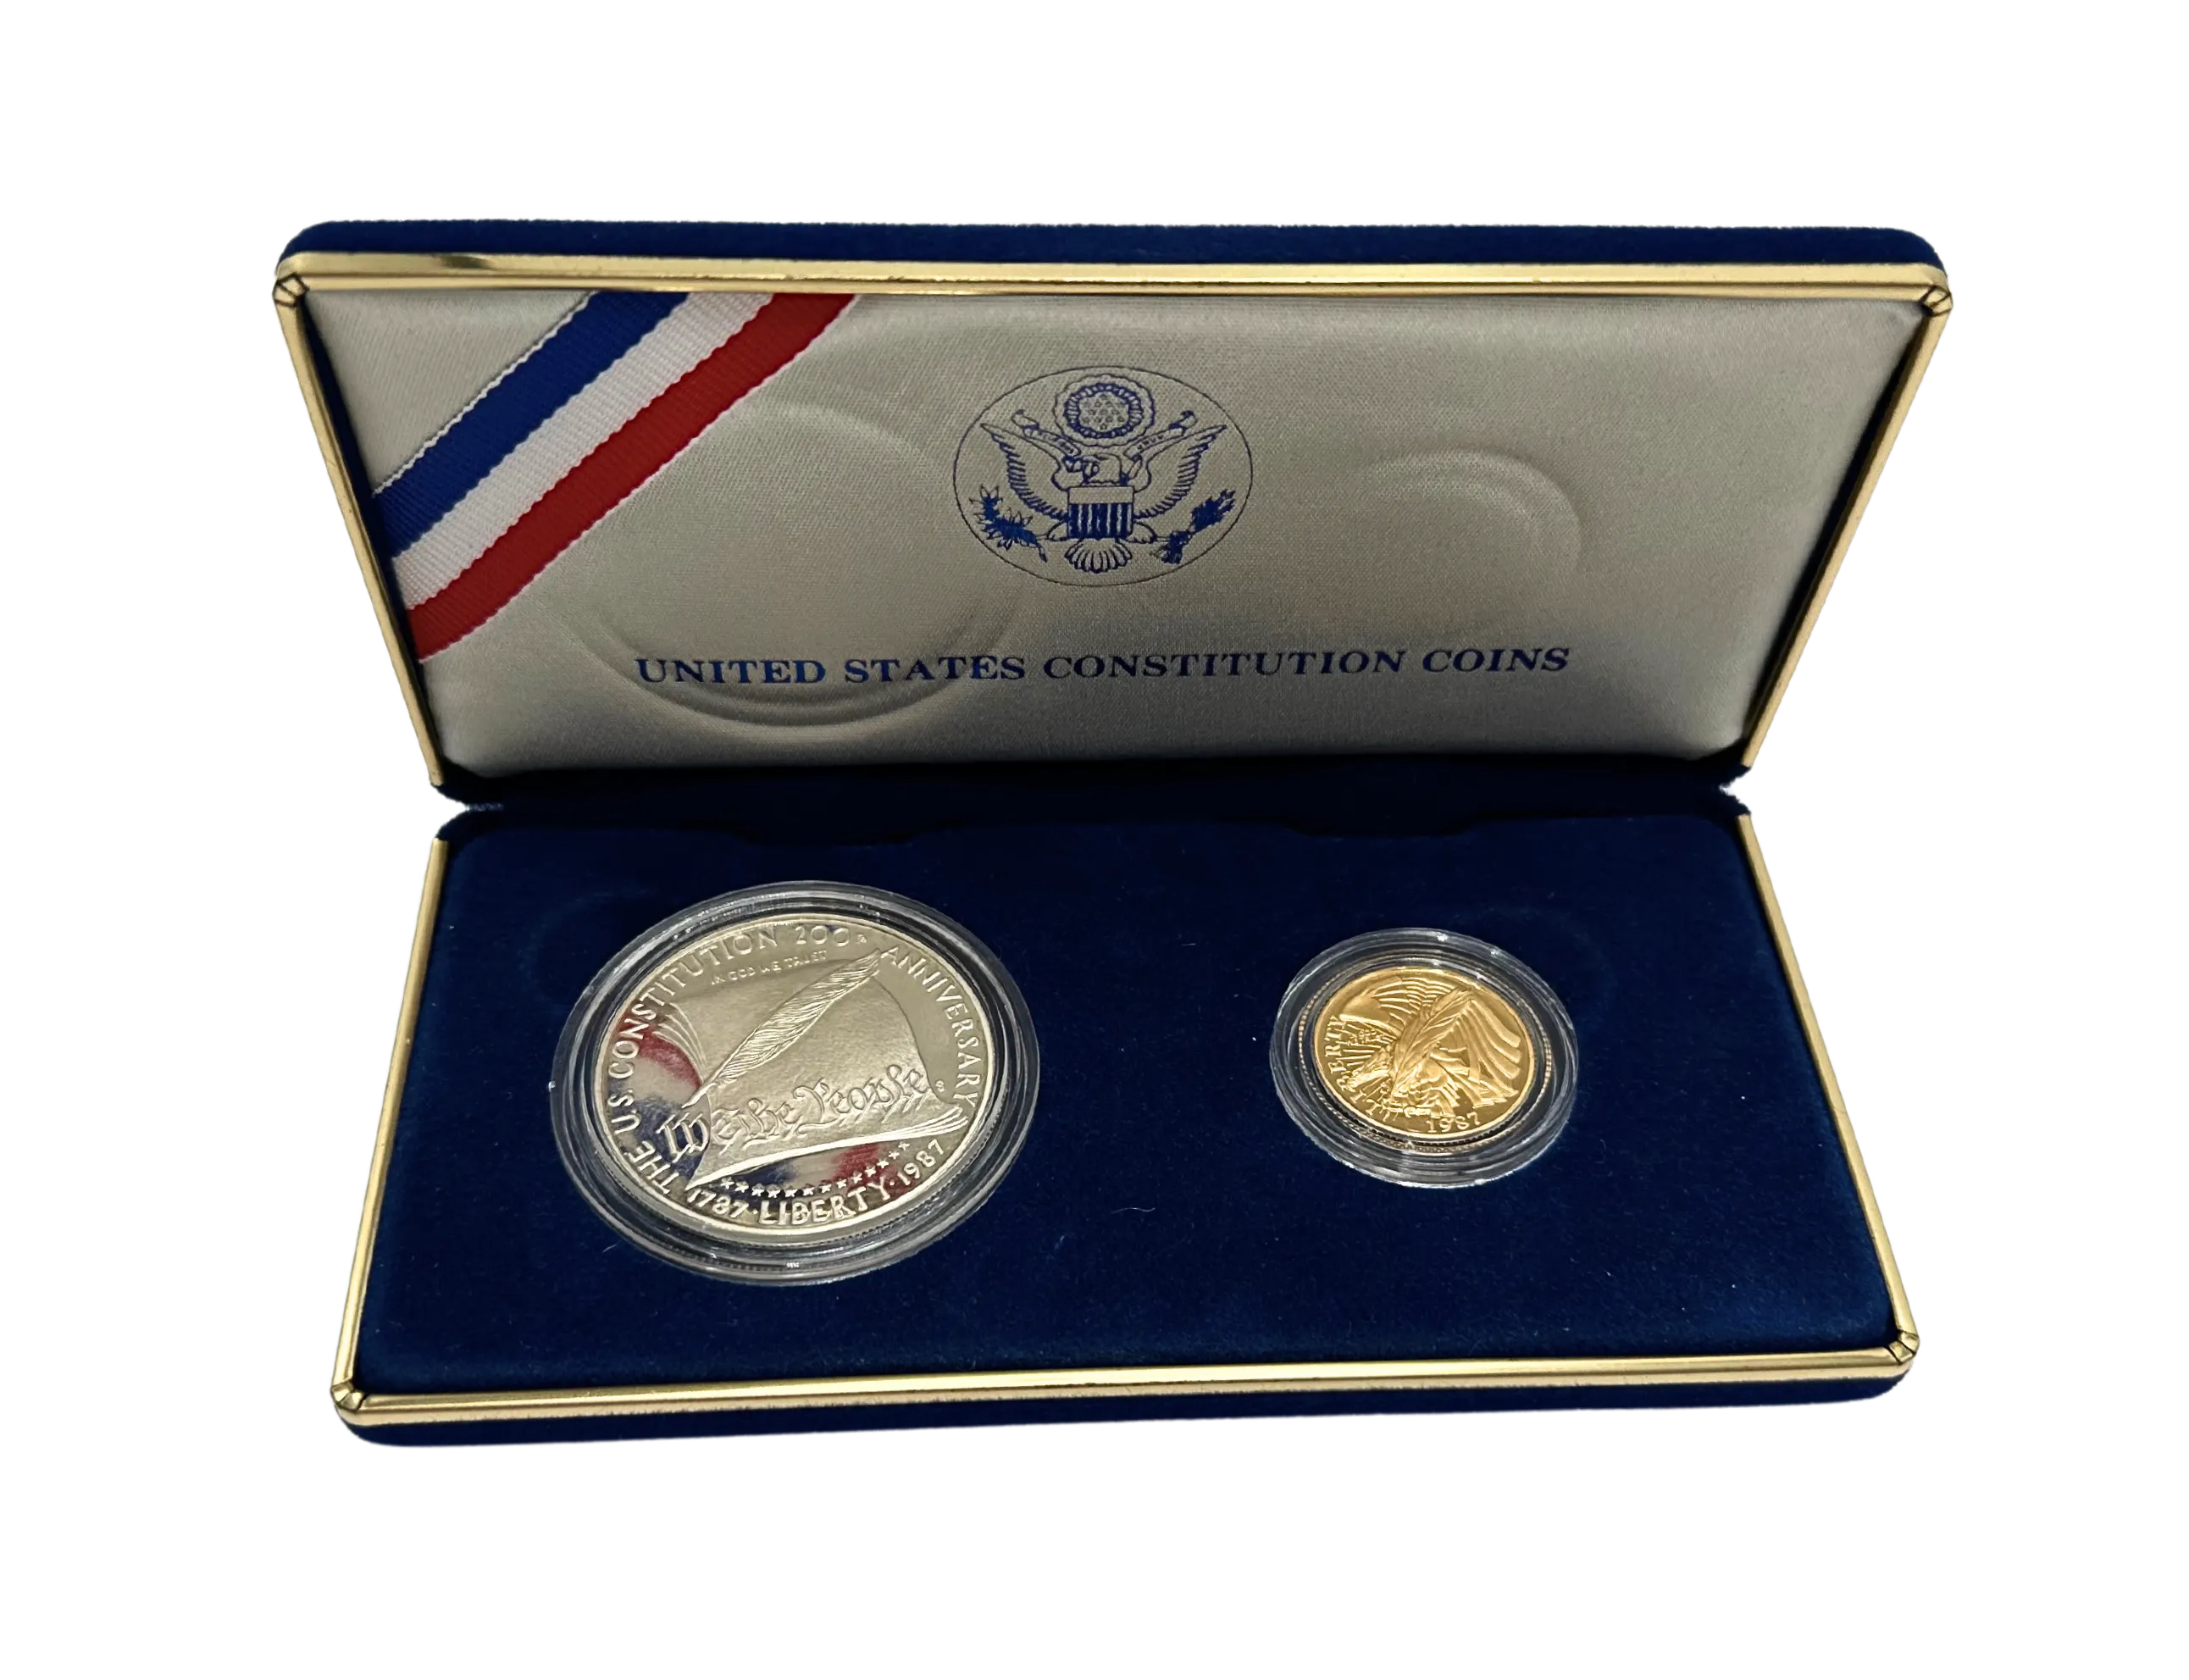 UNITED STATES CONSTITUTION COINS
THE U.S. CONSTITUTION 200TH ANNIVERSARY
IN GOD WE TRUST
We the People
S
1787·LIBERTY·1987
LIBERTY
1987